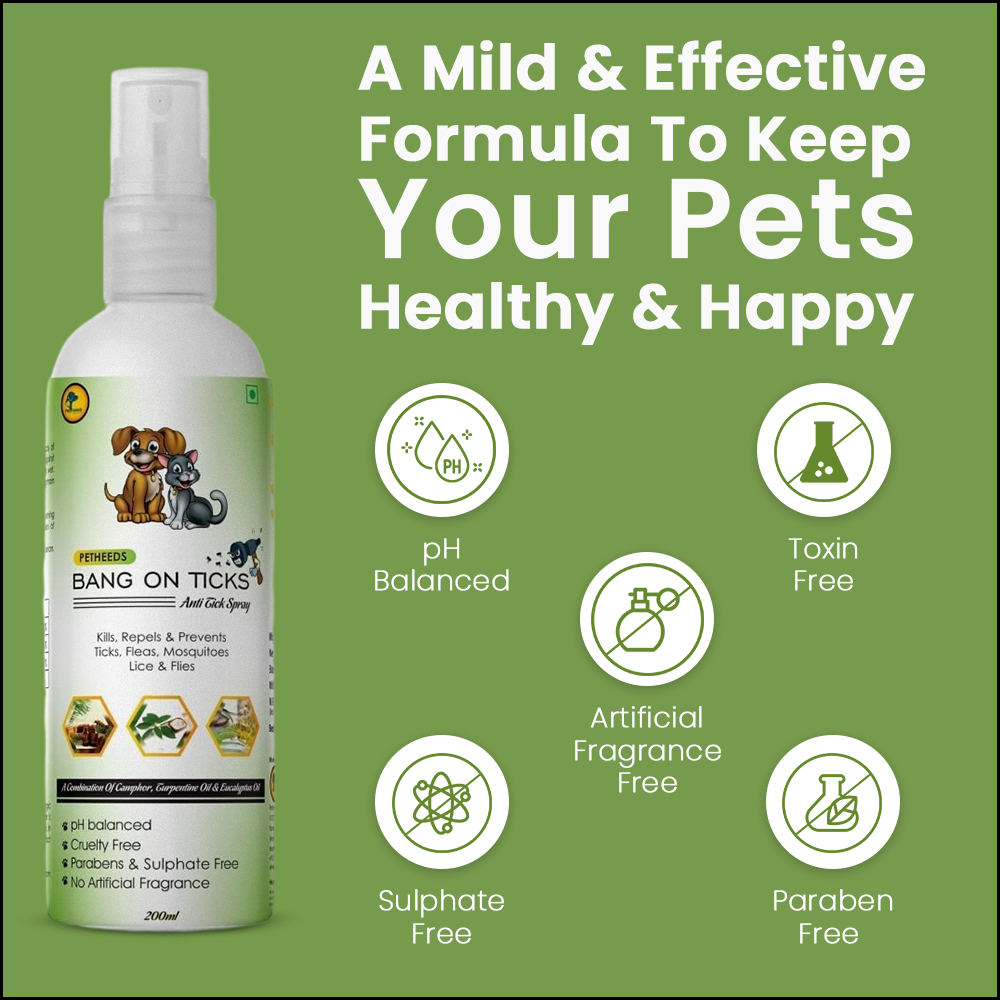 A Mild & Effective
Formula To Keep
Your Pets
Healthy & Happy
PETHEEDS
BANG ON TICKS
Anti Tick Spray
Kills, Repels & Prevents
Ticks, Fleas, Mosquitoes
Lice & Flies
A Combination Of Camphor, Turpentine Oil & Eucalyptus Oil
pH balanced
Cruelty Free
Parabens & Sulphate Free
No Artificial Fragrance
200ml
PH
pH
Balanced
Toxin
Free
Artificial
Fragrance
Free
Sulphate
Free
Paraben
Free